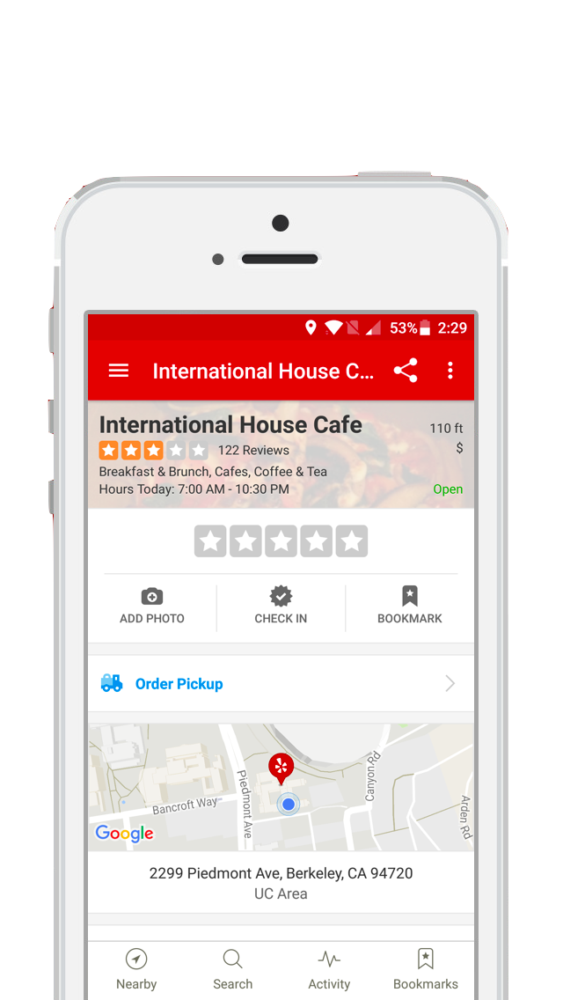 53% 2:29
International House C...
International House Cafe
110 ft
122 Reviews
$
Breakfast & Brunch, Cafes, Coffee & Tea
Hours Today: 7:00 AM - 10:30 PM
Open
ADD PHOTO
CHECK IN
BOOKMARK
Order Pickup
Bancroft Way
Piedmont Ave
Canyon Rd
Arden Rd
Google
2299 Piedmont Ave, Berkeley, CA 94720
UC Area
Nearby
Search
Activity
Bookmarks